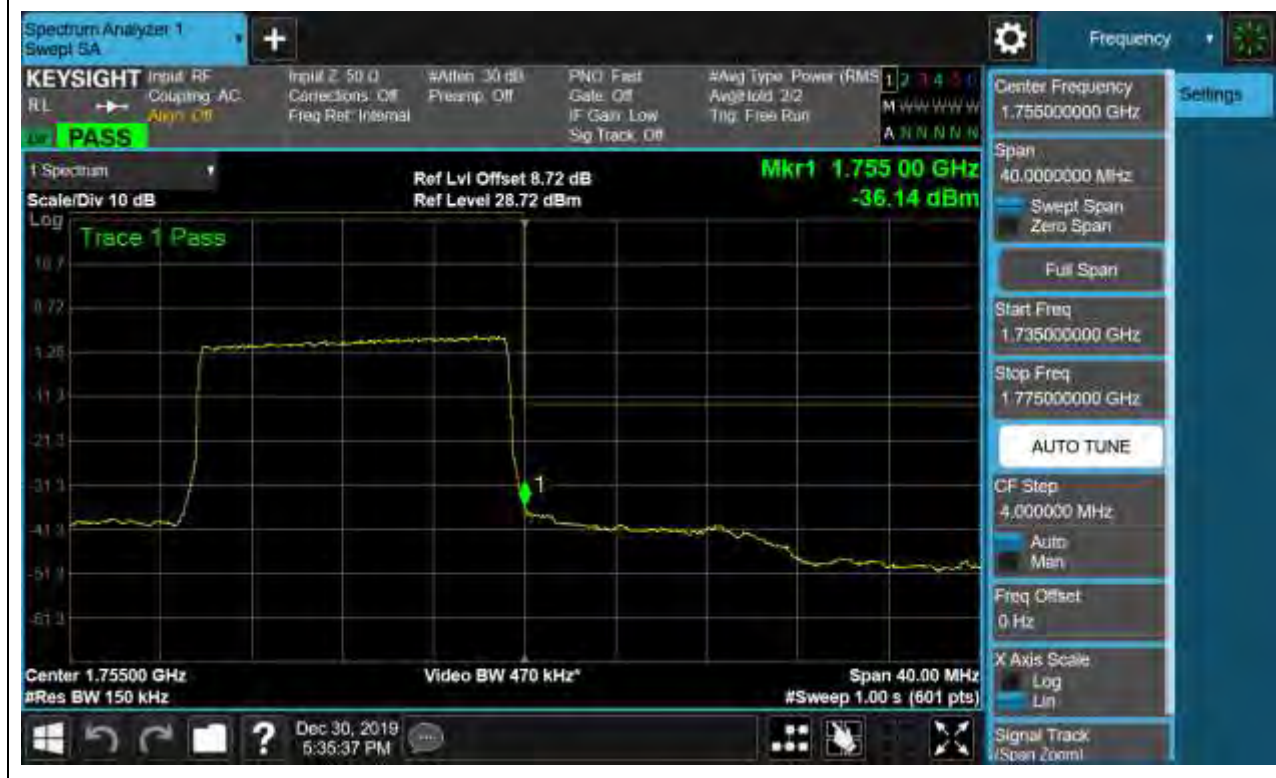 Spectrum Analyzer 1
Swept SA
+
Frequency
KEYSIGHT
RL
Input: RF
Coupling: AC
Align: Off
Input Z: 50 Ω
Corrections: Off
Freq Ref: Internal
#Atten: 30 dB
Preamp: Off
PNO: Fast
Gate: Off
IF Gain: Low
Sig Track: Off
#Avg Type: Power (RMS
Avg|Hold: 2/2
Trig: Free Run
1 2 3 4 5 6
M W W W W W
A N N N N N
PASS
1 Spectrum
Scale/Div 10 dB
Ref Lvl Offset 8.72 dB
Ref Level 28.72 dBm
Mkr1 1.755 00 GHz
-36.14 dBm
Log
Trace 1 Pass
18.7
8.72
-1.28
-11.3
-21.3
-31.3
-41.3
-51.3
-61.3
1
Center 1.75500 GHz
#Res BW 150 kHz
Video BW 470 kHz*
Span 40.00 MHz
#Sweep 1.00 s (601 pts)
?
Dec 30, 2019
5:35:37 PM
Center Frequency
1.755000000 GHz
Settings
Span
40.0000000 MHz
Swept Span
Zero Span
Full Span
Start Freq
1.735000000 GHz
Stop Freq
1.775000000 GHz
AUTO TUNE
CF Step
4.000000 MHz
Auto
Man
Freq Offset
0 Hz
X Axis Scale
Log
Lin
Signal Track
(Span Zoom)